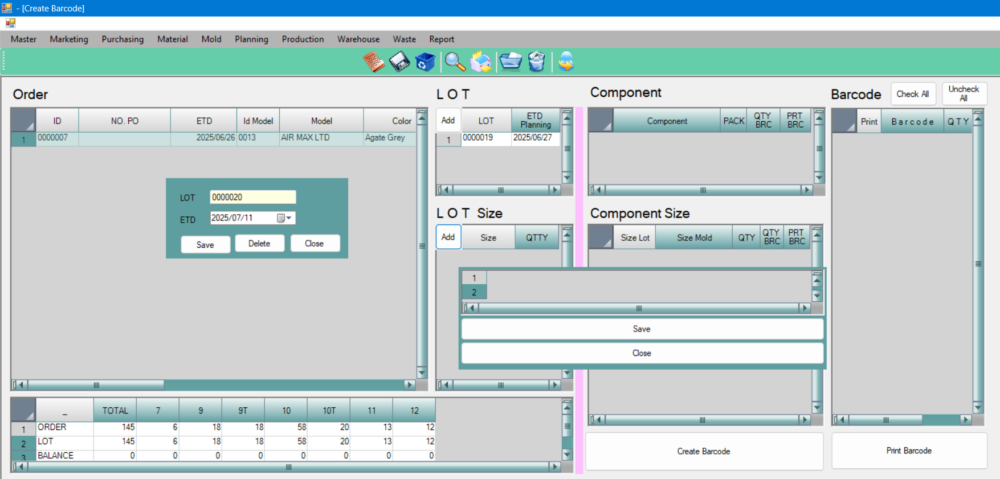 - [Create Barcode]
Master Marketing Purchasing Material Mold Planning Production Warehouse Waste Report
Order
ID NO. PO ETD Id Model Model Color
1 0000007 2025/06/26 0013 AIR MAX LTD Agate Grey
LOT 0000020
ETD 2025/07/11
Save Delete Close
L O T
Add LOT ETD Planning
1 0000019 2025/06/27
L O T Size
Add Size QTTY
Component
Component PACK QTY BRC PRT BRC
Component Size
Size Lot Size Mold QTY QTY BRC PRT BRC
1
2
Save
Close
Barcode Check All Uncheck All
Print Barcode QTY
_ TOTAL 7 9 9T 10 10T 11 12
1 ORDER 145 6 18 18 58 20 13 12
2 LOT 145 6 18 18 58 20 13 12
3 BALANCE 0 0 0 0 0 0 0 0
Create Barcode
Print Barcode